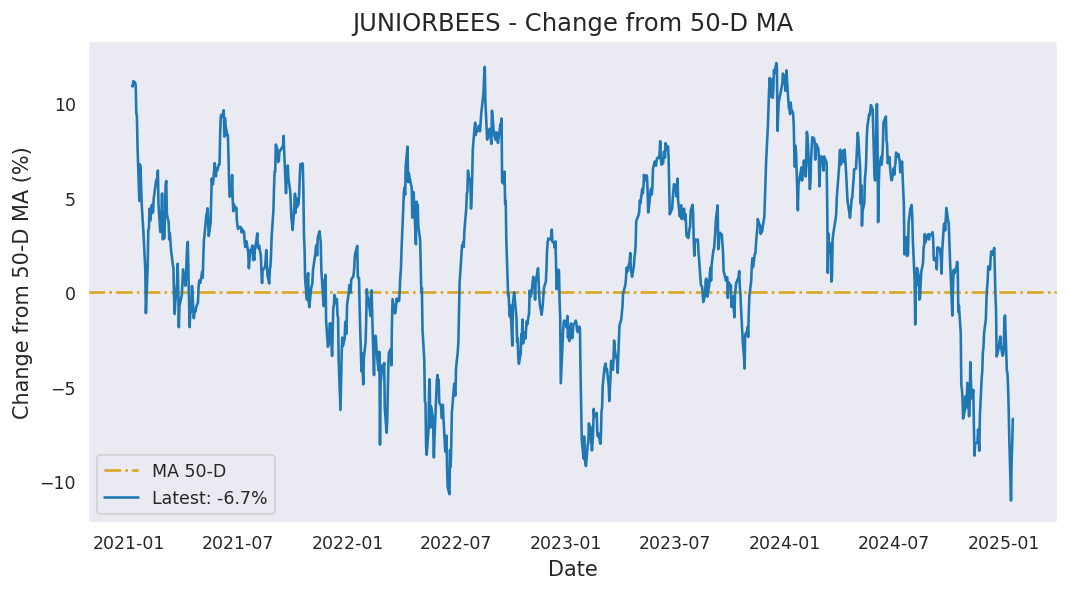 JUNIORBEES - Change from 50-D MA
Change from 50-D MA (%)
10
5
0
−5
−10
MA 50-D
Latest: -6.7%
2021-01 2021-07 2022-01 2022-07 2023-01 2023-07 2024-01 2024-07 2025-01
Date